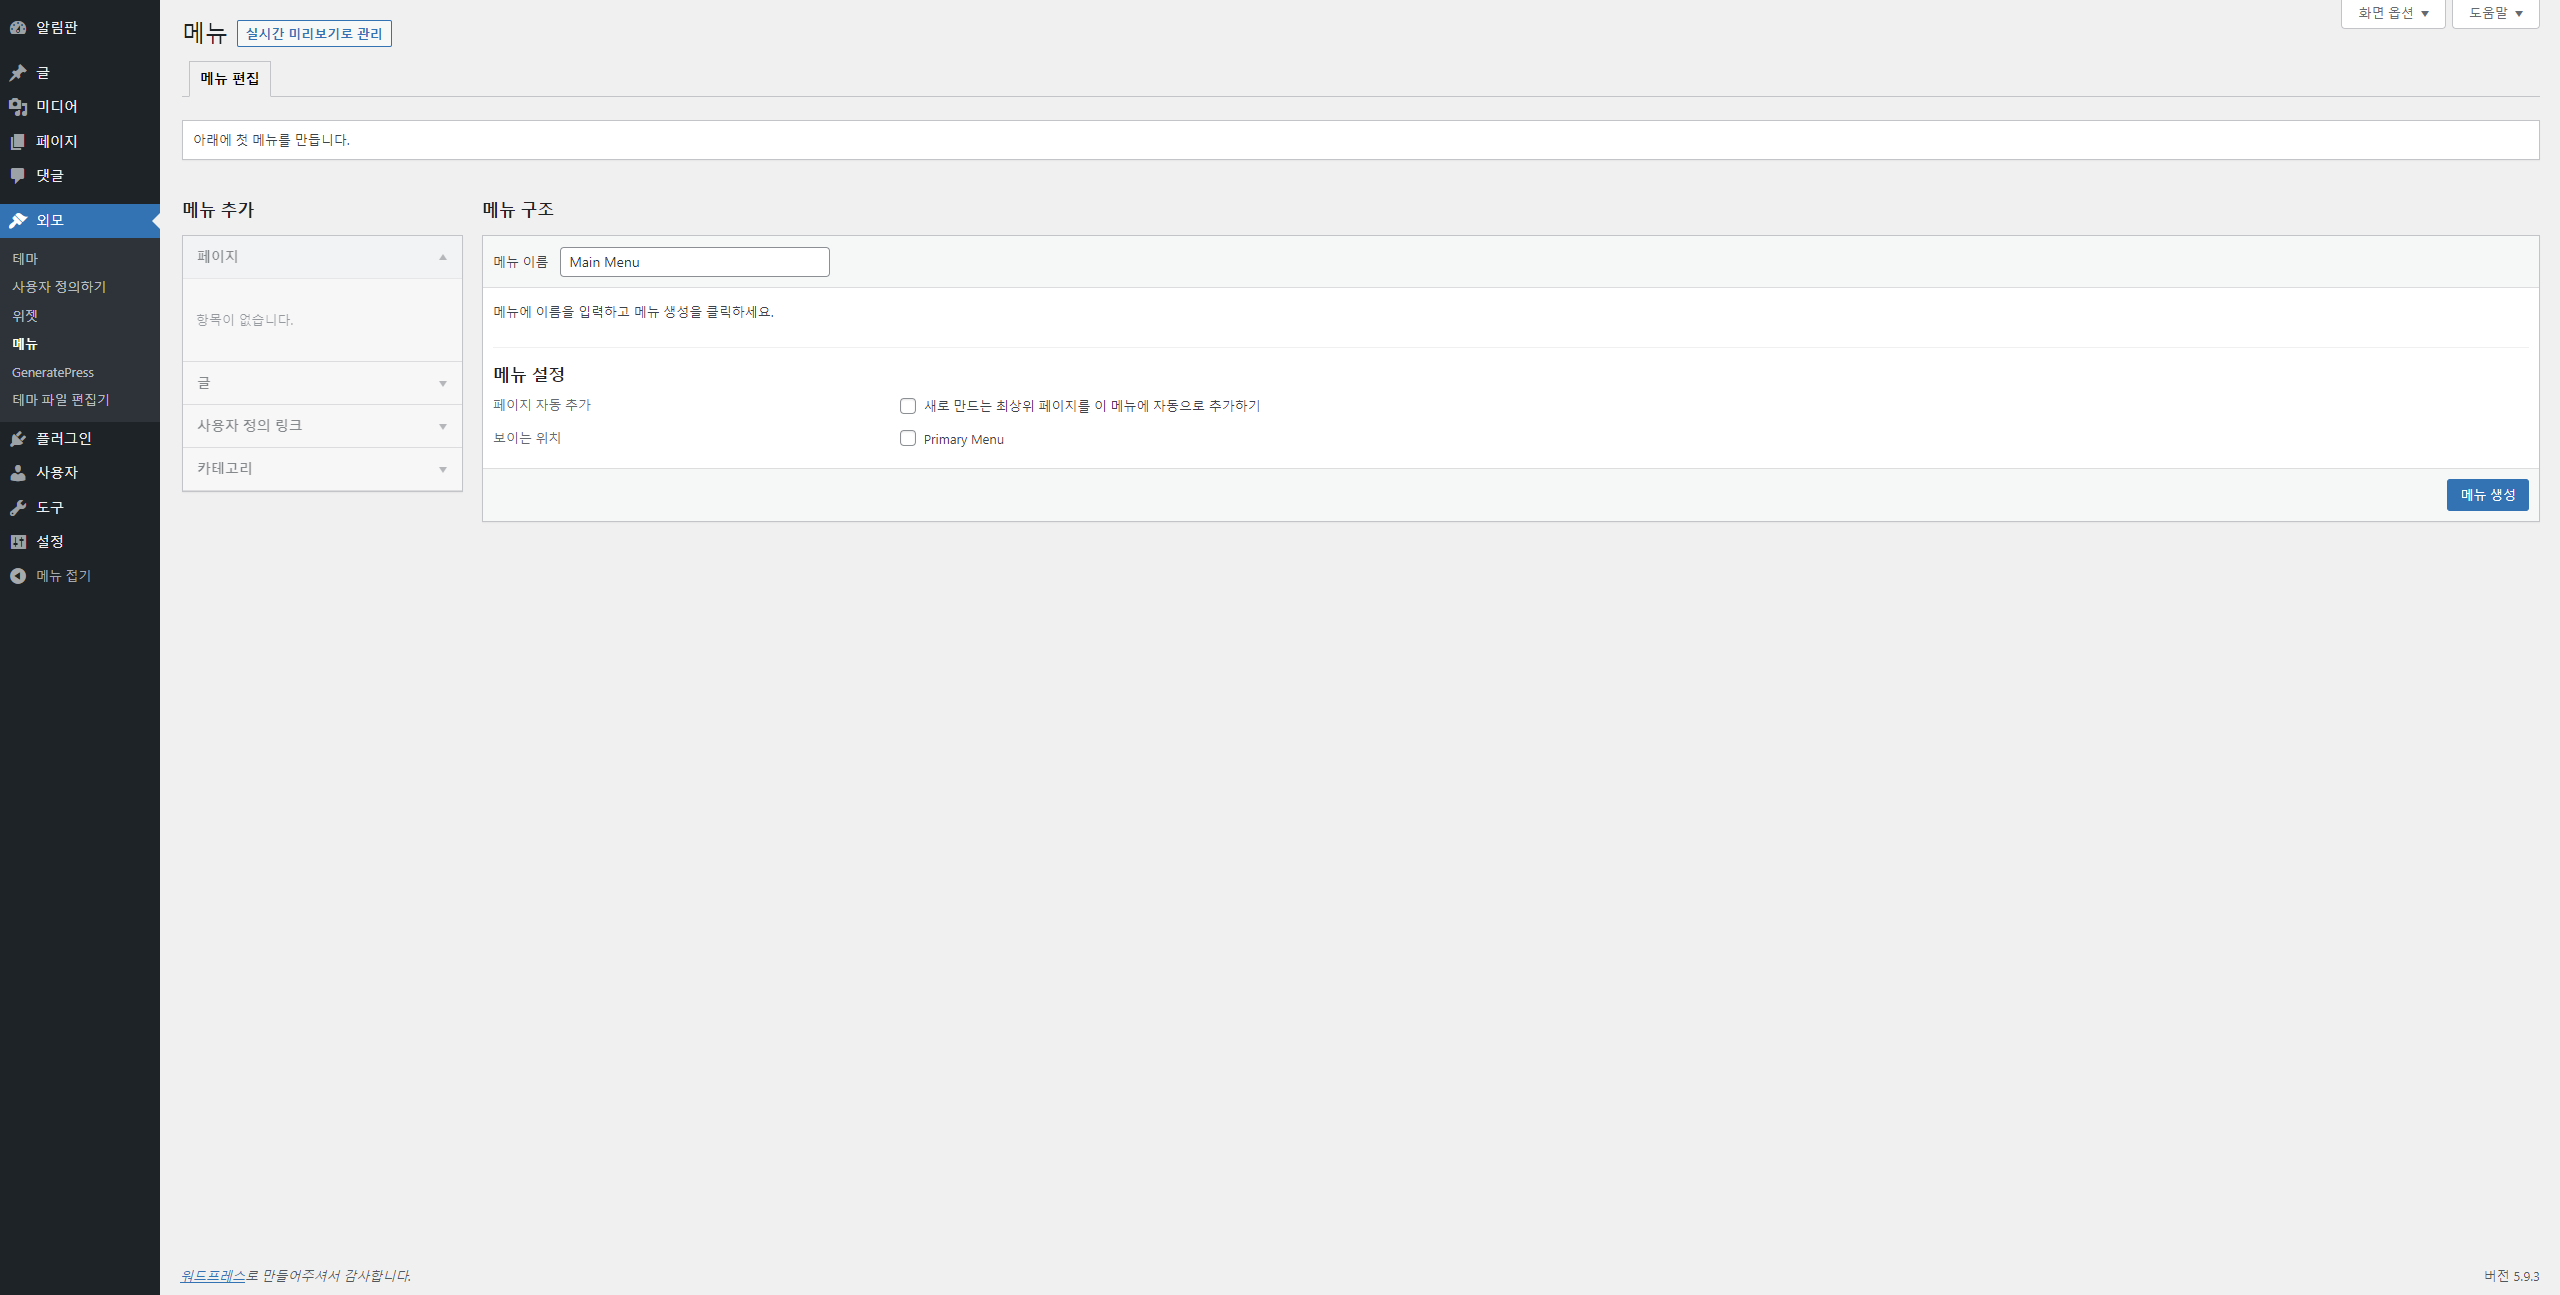 알림판
글
미디어
페이지
댓글
외모
테마
사용자 정의하기
위젯
메뉴
GeneratePress
테마 파일 편집기
플러그인
사용자
도구
설정
메뉴 접기
화면 옵션
도움말
메뉴 실시간 미리보기로 관리
메뉴 편집
아래에 첫 메뉴를 만듭니다.
메뉴 추가
페이지
항목이 없습니다.
글
사용자 정의 링크
카테고리
메뉴 구조
메뉴 이름 Main Menu
메뉴에 이름을 입력하고 메뉴 생성을 클릭하세요.
메뉴 설정
페이지 자동 추가 새로 만드는 최상위 페이지를 이 메뉴에 자동으로 추가하기
보이는 위치 Primary Menu
메뉴 생성
워드프레스로 만들어주셔서 감사합니다.
버전 5.9.3